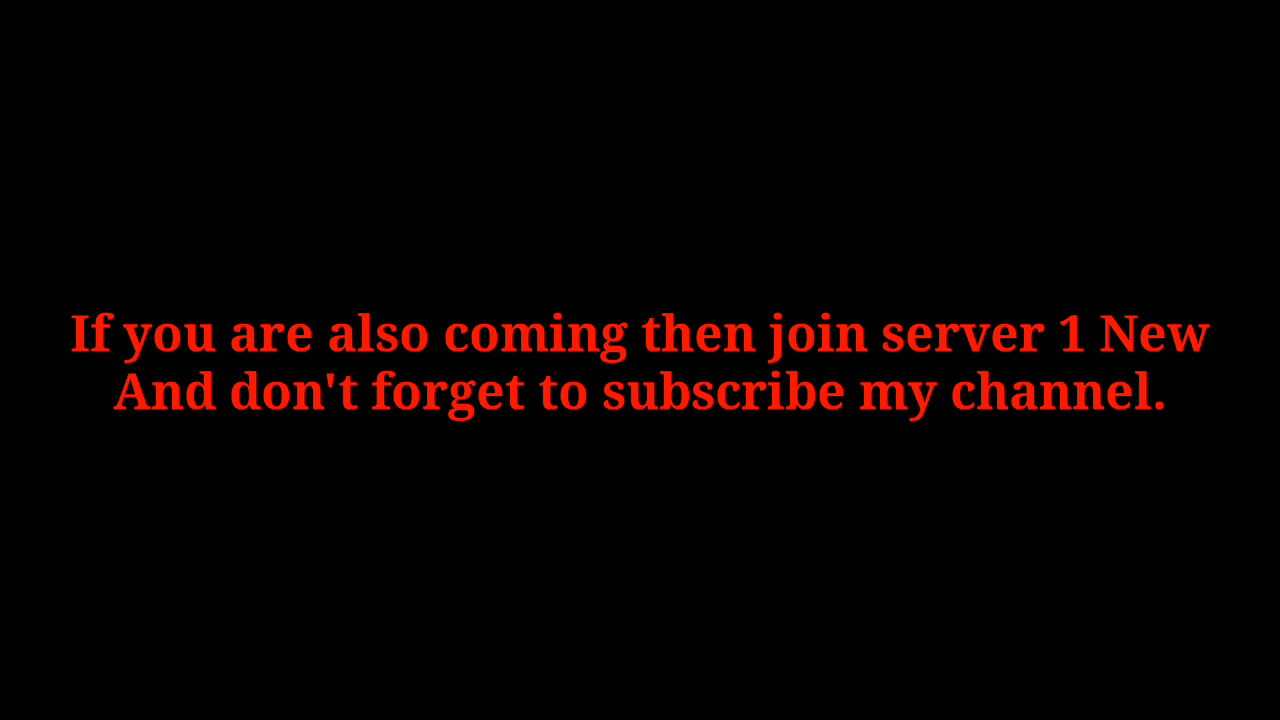 If you are also coming then join server 1 New
And don't forget to subscribe my channel.